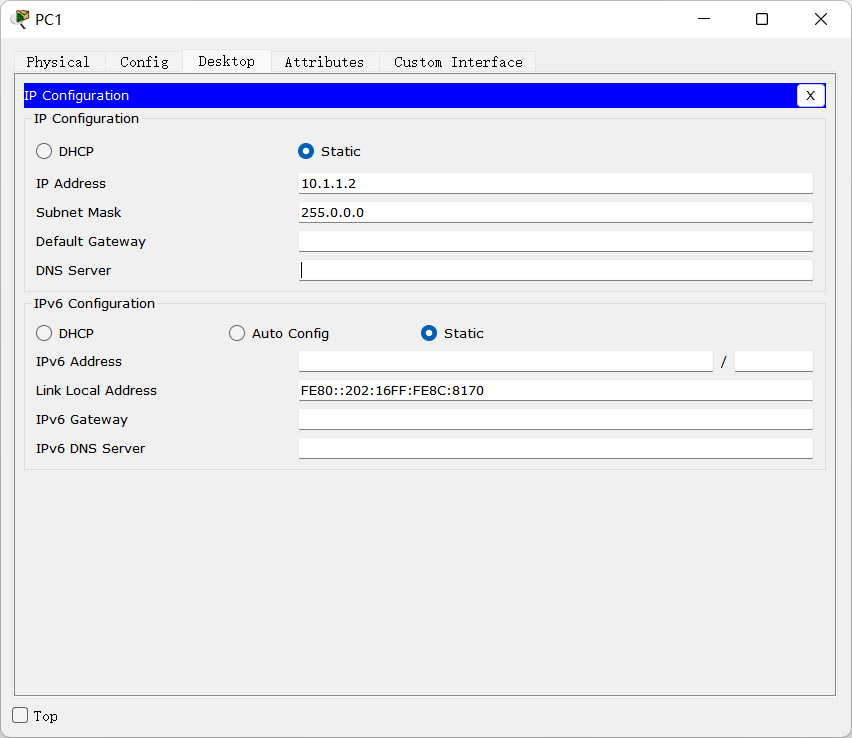 PC1
Physical Config Desktop Attributes Custom Interface
IP Configuration X
IP Configuration
DHCP Static
IP Address 10.1.1.2
Subnet Mask 255.0.0.0
Default Gateway
DNS Server
IPv6 Configuration
DHCP Auto Config Static
IPv6 Address /
Link Local Address FE80::202:16FF:FE8C:8170
IPv6 Gateway
IPv6 DNS Server
Top